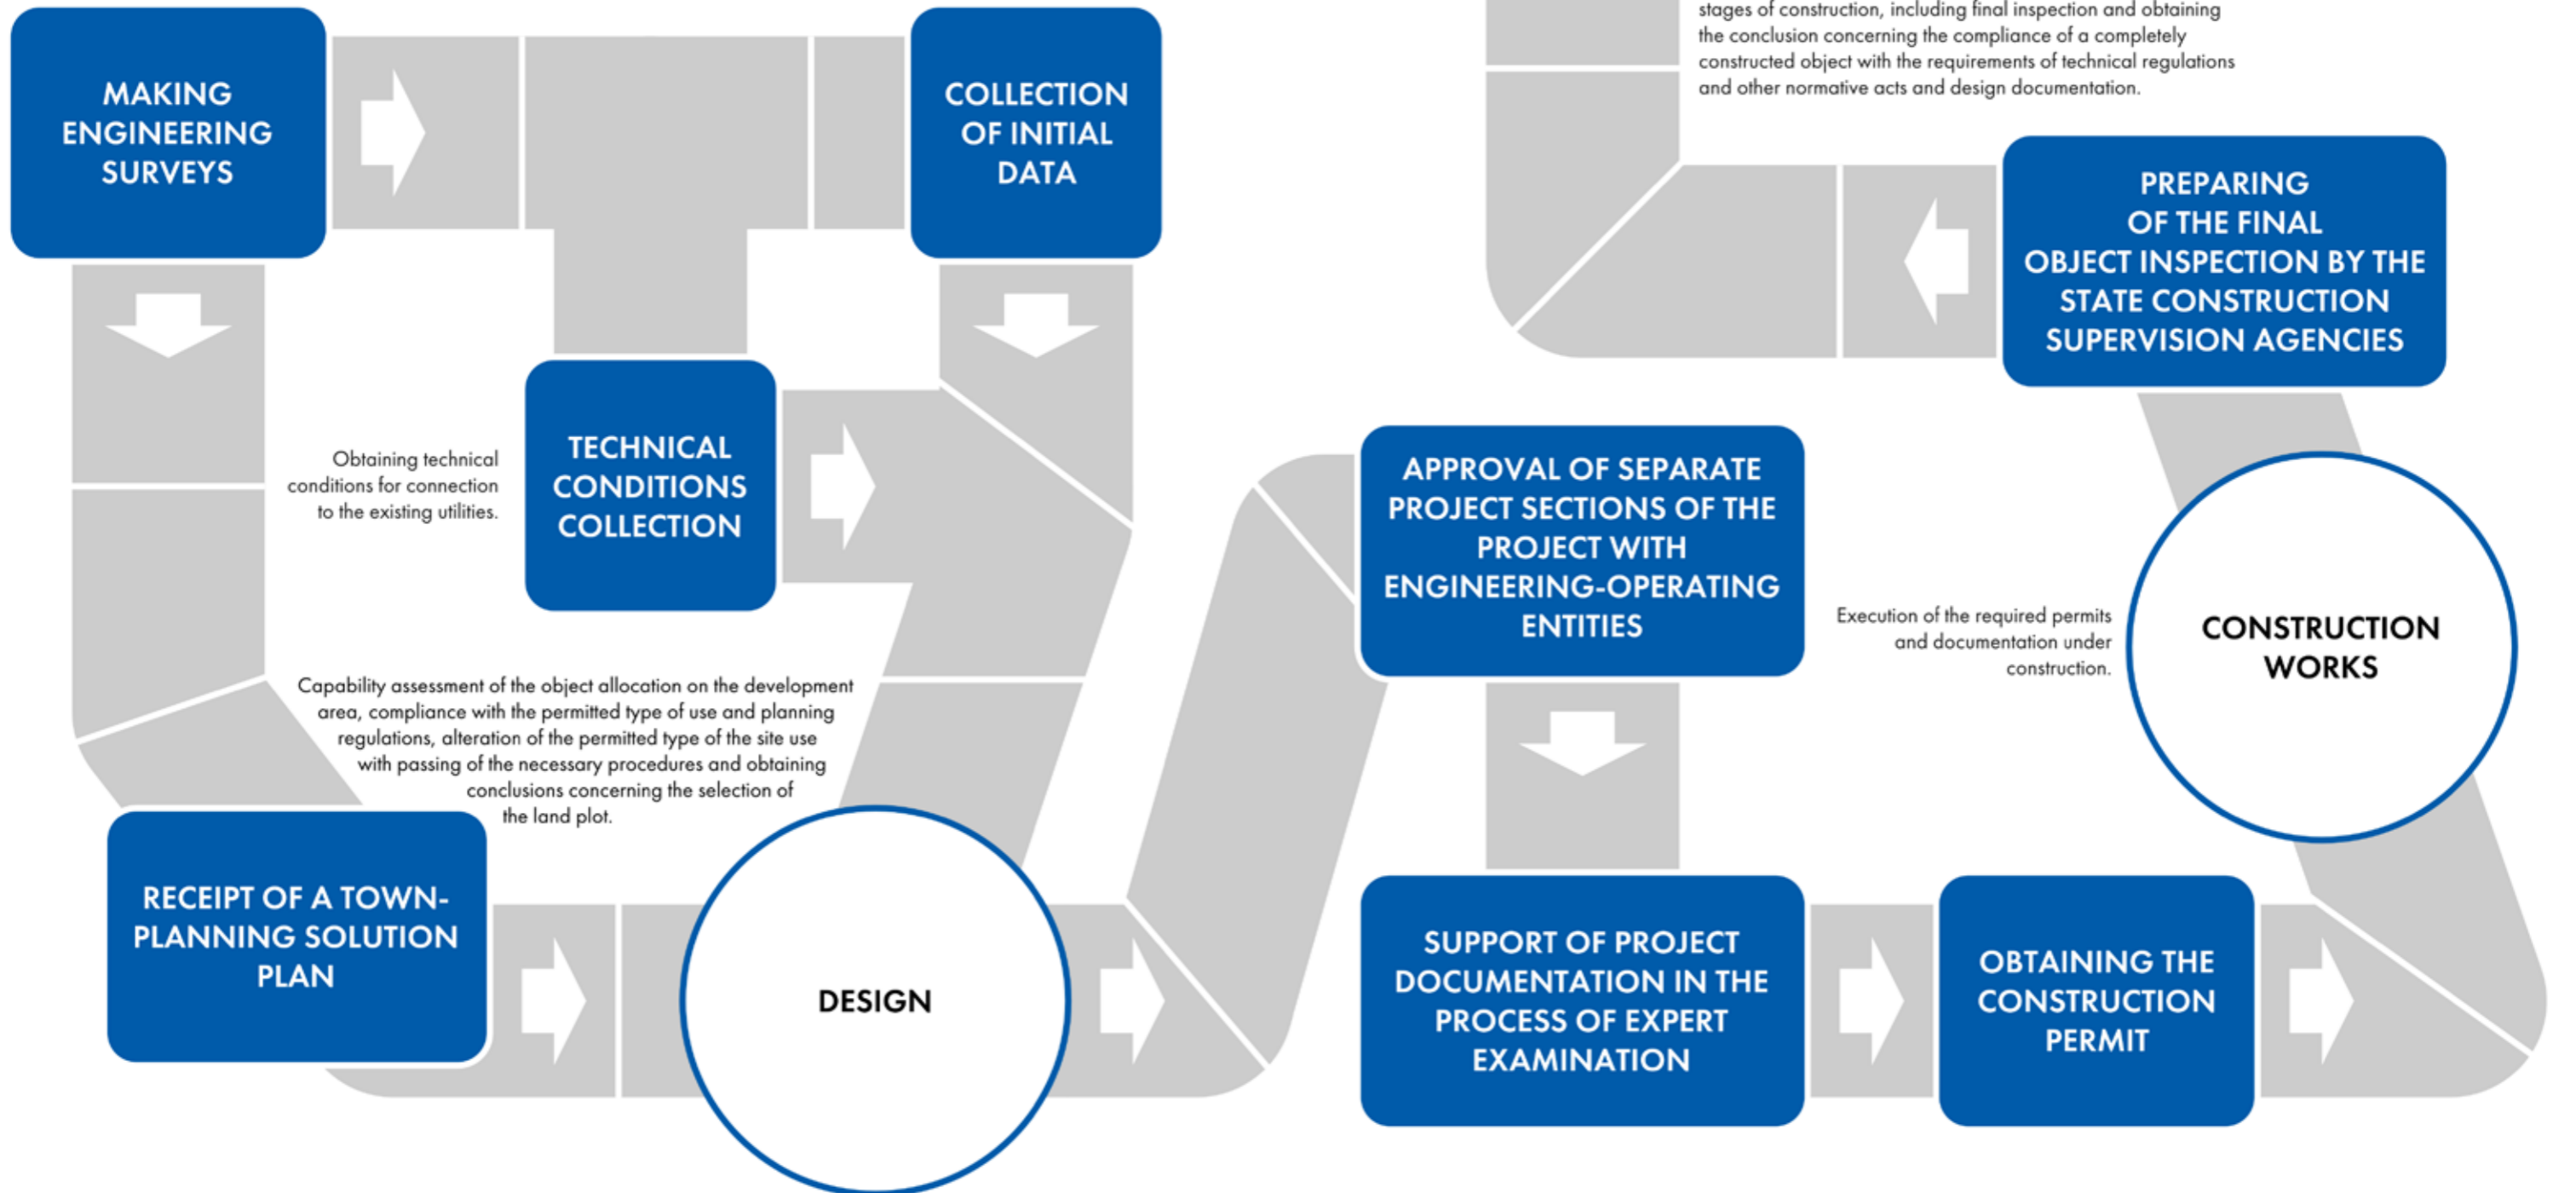 MAKING
ENGINEERING
SURVEYS
COLLECTION
OF INITIAL
DATA
stages of construction, including final inspection and obtaining
the conclusion concerning the compliance of a completely
constructed object with the requirements of technical regulations
and other normative acts and design documentation.
PREPARING
OF THE FINAL
OBJECT INSPECTION BY THE
STATE CONSTRUCTION
SUPERVISION AGENCIES
Obtaining technical
conditions for connection
to the existing utilities.
TECHNICAL
CONDITIONS
COLLECTION
APPROVAL OF SEPARATE
PROJECT SECTIONS OF THE
PROJECT WITH
ENGINEERING-OPERATING
ENTITIES
Execution of the required permits
and documentation under
construction.
CONSTRUCTION
WORKS
Capability assessment of the object allocation on the development
area, compliance with the permitted type of use and planning
regulations, alteration of the permitted type of the site use
with passing of the necessary procedures and obtaining
conclusions concerning the selection of
the land plot.
RECEIPT OF A TOWN-
PLANNING SOLUTION
PLAN
DESIGN
SUPPORT OF PROJECT
DOCUMENTATION IN THE
PROCESS OF EXPERT
EXAMINATION
OBTAINING THE
CONSTRUCTION
PERMIT